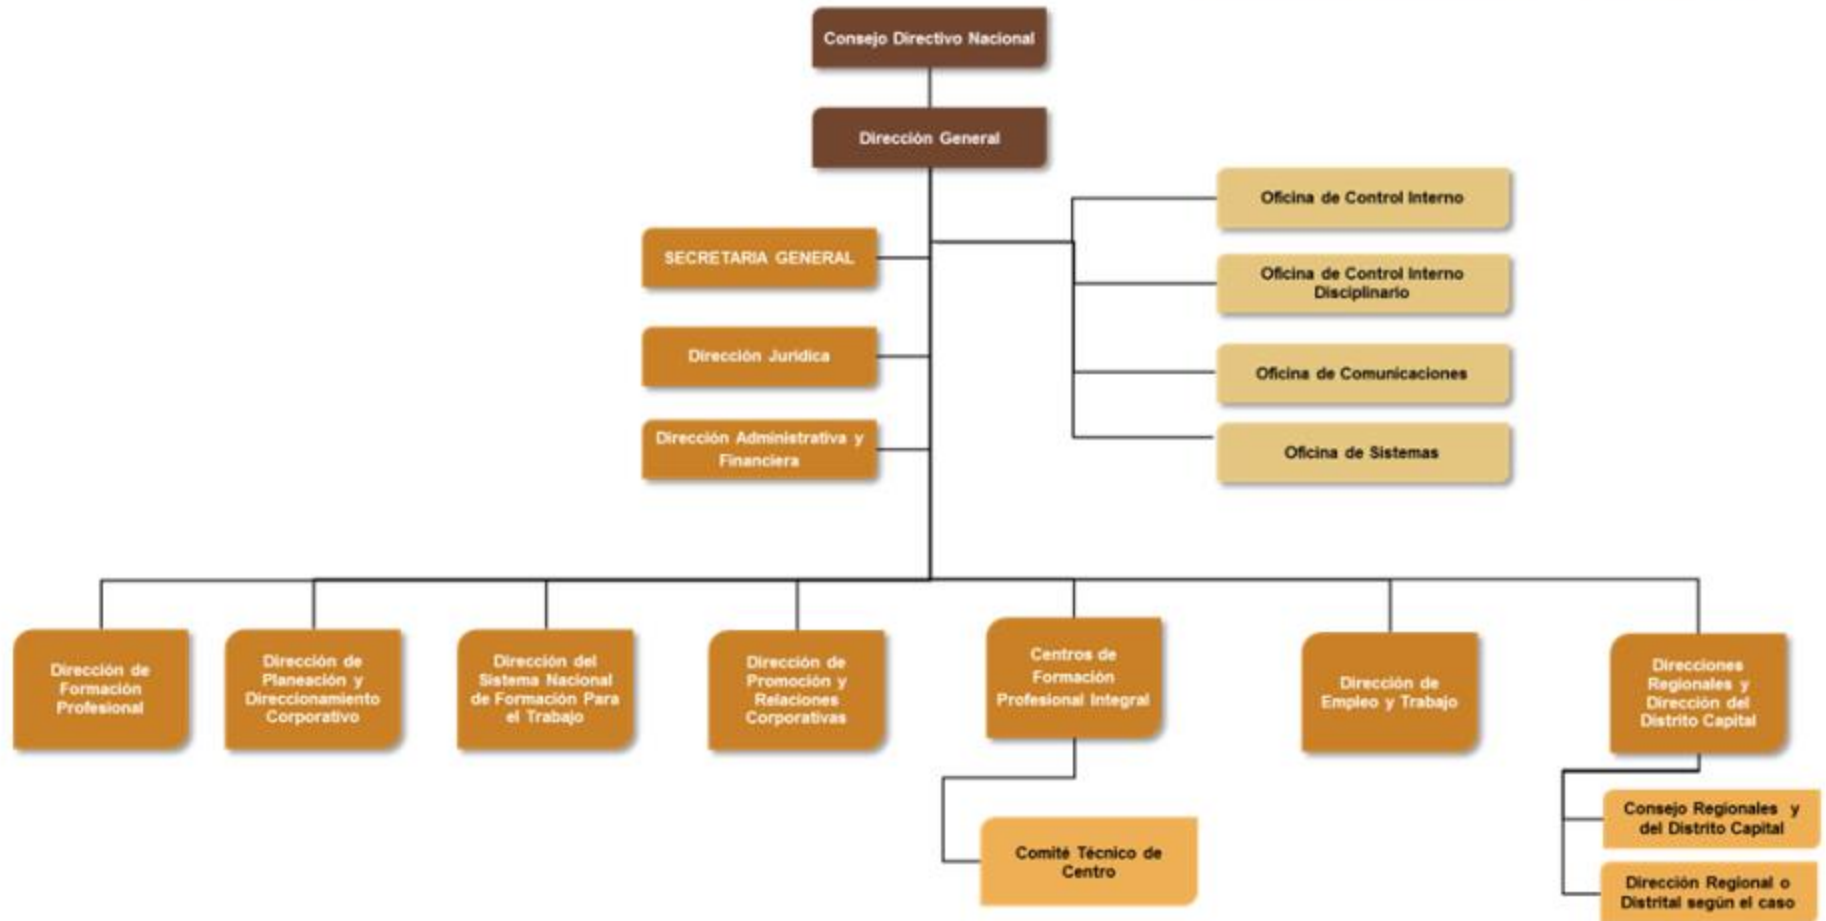 Consejo Directivo Nacional
Dirección General
Oficina de Control Interno
SECRETARIA GENERAL
Oficina de Control Interno
Disciplinario
Dirección Jurídica
Oficina de Comunicaciones
Dirección Administrativa y
Financiera
Oficina de Sistemas
Dirección de
Formación
Profesional
Dirección de
Planeación y
Direccionamiento
Corporativo
Dirección del
Sistema Nacional
de Formación Para
el Trabajo
Dirección de
Promoción y
Relaciones
Corporativas
Centros de
Formación
Profesional Integral
Dirección de
Empleo y Trabajo
Direcciones
Regionales y
Dirección del
Distrito Capital
Comité Técnico de
Centro
Consejo Regionales y
del Distrito Capital
Dirección Regional o
Distrital según el caso